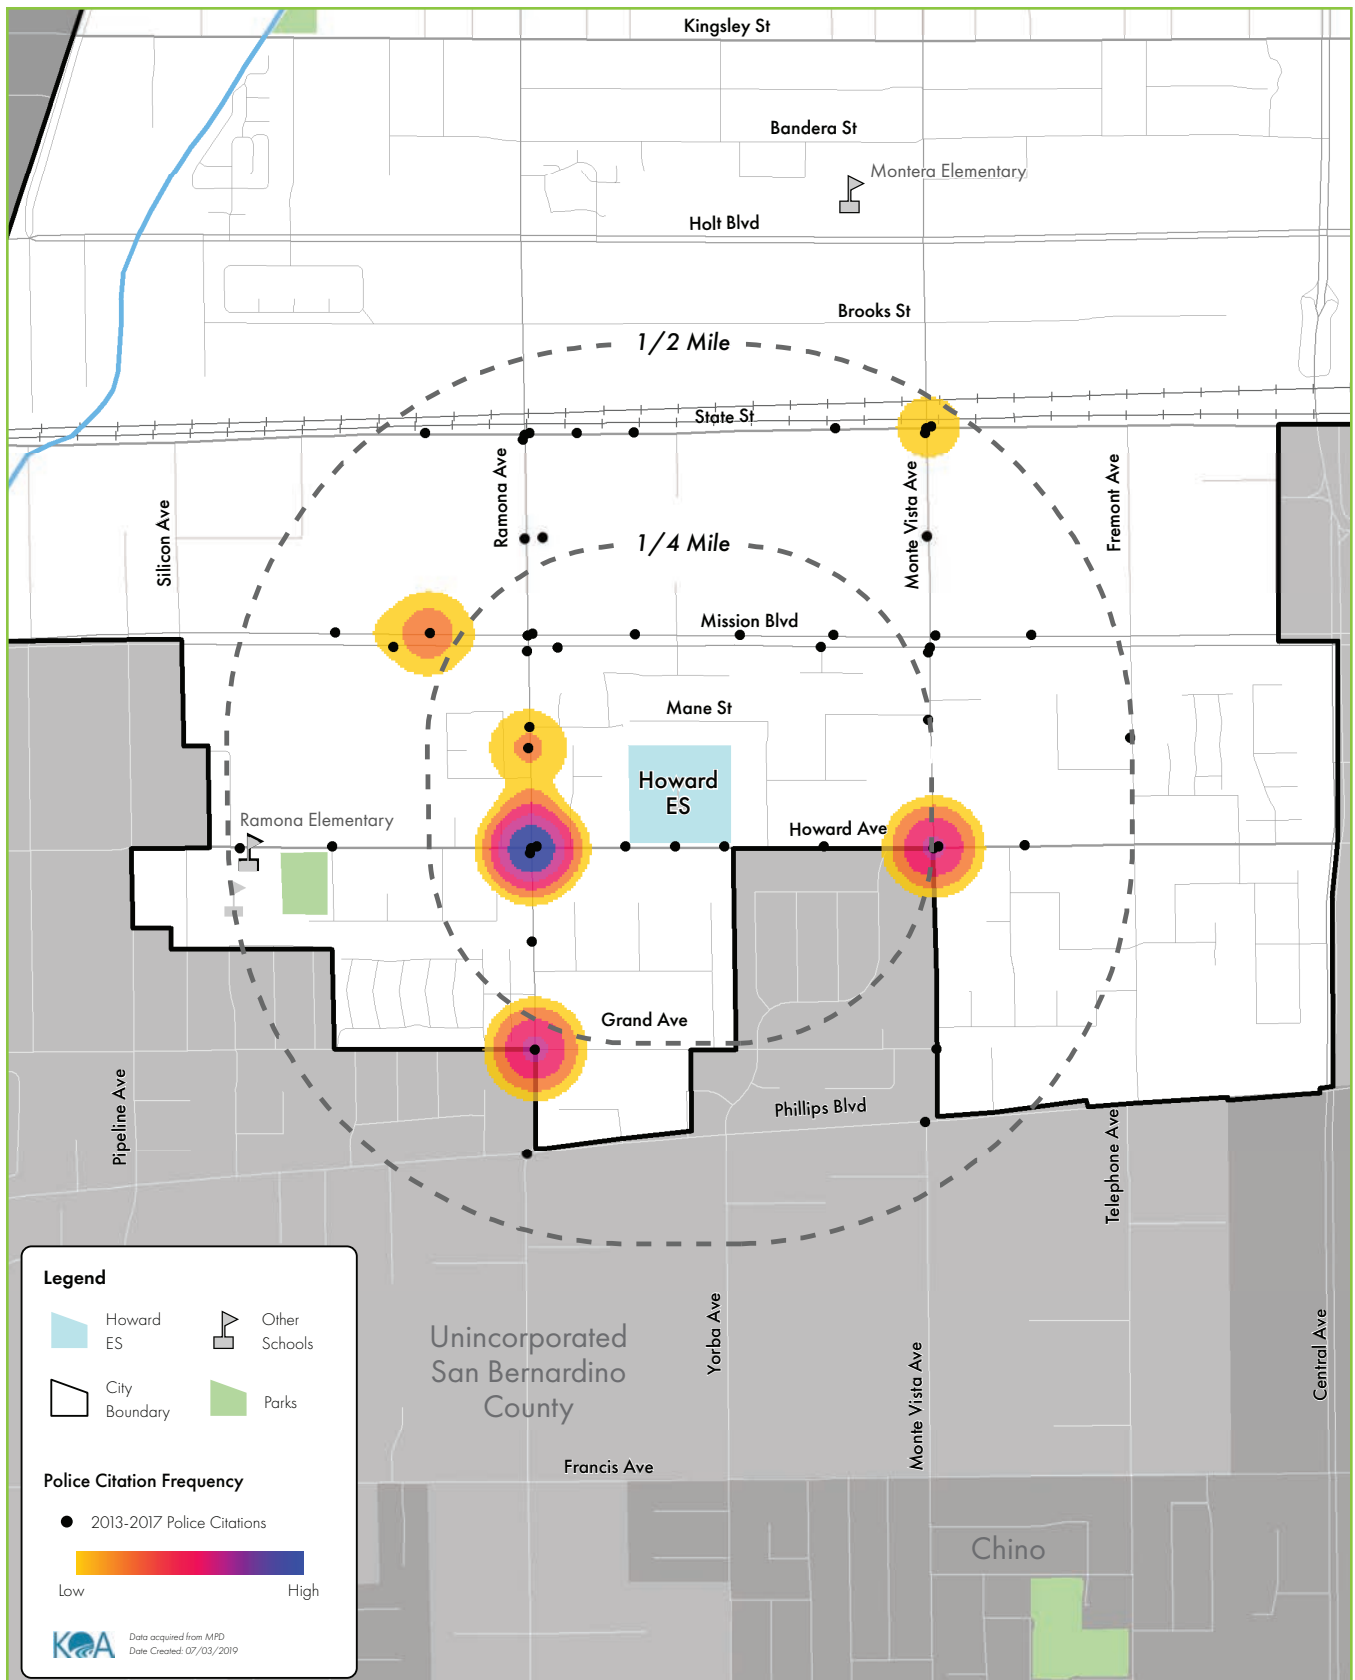 Kingsley St
Bandera St
Montera Elementary
Holt Blvd
Brooks St
1/2 Mile
State St
Ramona Ave
Monte Vista Ave
Fremont Ave
Silicon Ave
1/4 Mile
Mission Blvd
Mane St
Howard
ES
Ramona Elementary
Howard Ave
Grand Ave
Phillips Blvd
Pipeline Ave
Telephone Ave
Legend
Howard
ES
Other
Schools
City
Boundary
Parks
Unincorporated
San Bernardino
County
Yorba Ave
Monte Vista Ave
Central Ave
Francis Ave
Police Citation Frequency
2013-2017 Police Citations
Low
High
Chino
KOA
Data acquired from MPD
Date Created: 07/03/2019